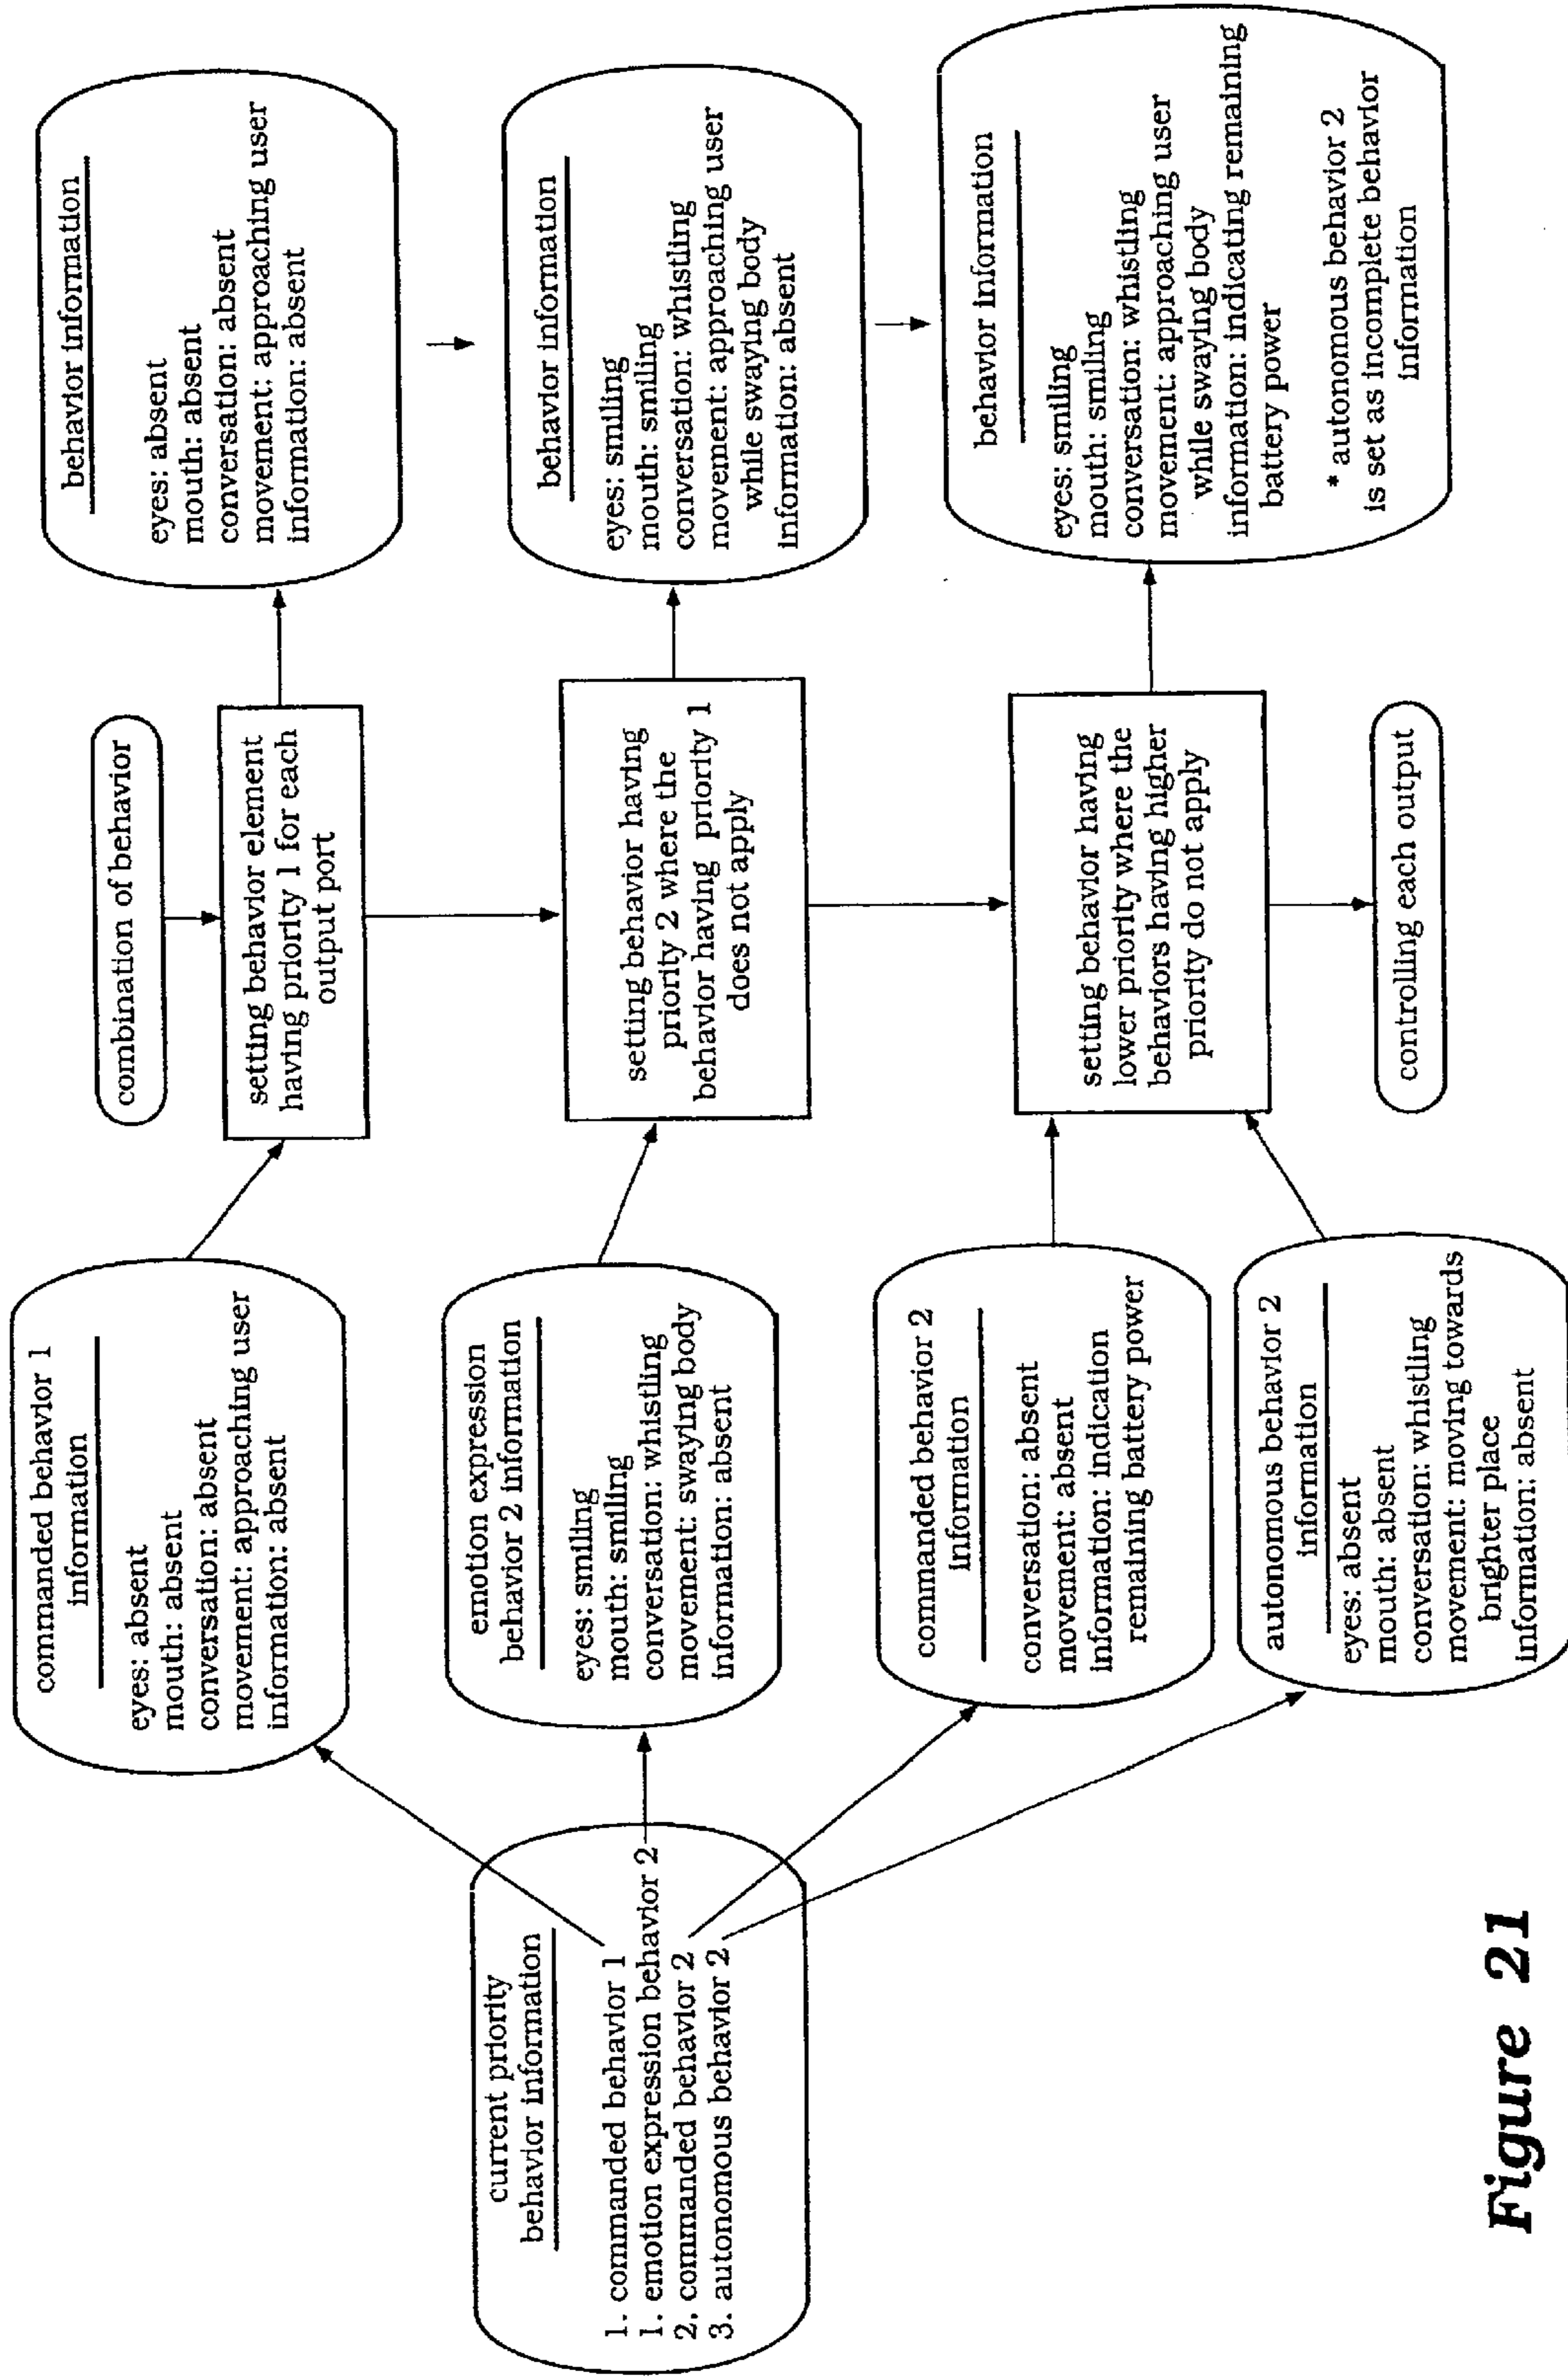 current priority
behavior information
1. commanded behavior 1
1. emotion expression behavior 2
2. commanded behavior 2
3. autonomous behavior 2
commanded behavior 1
information
eyes: absent
mouth: absent
conversation: absent
movement: approaching user
information: absent
emotion expression
behavior 2 information
eyes: smiling
mouth: smiling
conversation: whistling
movement: swaying body
information: absent
commanded behavior 2
information
conversation: absent
movement: absent
information: indication
remaining battery power
autonomous behavior 2
information
eyes: absent
mouth: absent
conversation: whistling
movement: moving towards
brighter place
information: absent
combination of behavior
setting behavior element
having priority 1 for each
output port
setting behavior having
priority 2 where the
behavior having priority 1
does not apply
setting behavior having
lower priority where the
behaviors having higher
priority do not apply
controlling each output
behavior information
eyes: absent
mouth: absent
conversation: absent
movement: approaching user
information: absent
behavior information
eyes: smiling
mouth: smiling
conversation: whistling
movement: approaching user
while swaying body
information: absent
behavior information
eyes: smiling
mouth: smiling
conversation: whistling
movement: approaching user
while swaying body
information: indicating remaining
battery power
* autonomous behavior 2
is set as incomplete behavior
information
Figure 21